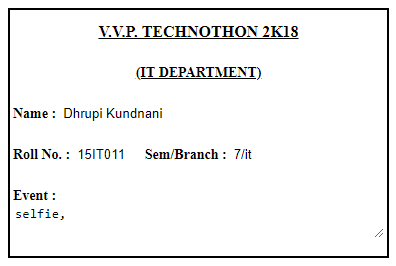 V.V.P. TECHNOTHON 2K18
(IT DEPARTMENT)
Name : Dhrupi Kundnani
Roll No. : 15IT011 Sem/Branch : 7/it
Event :
selfie,